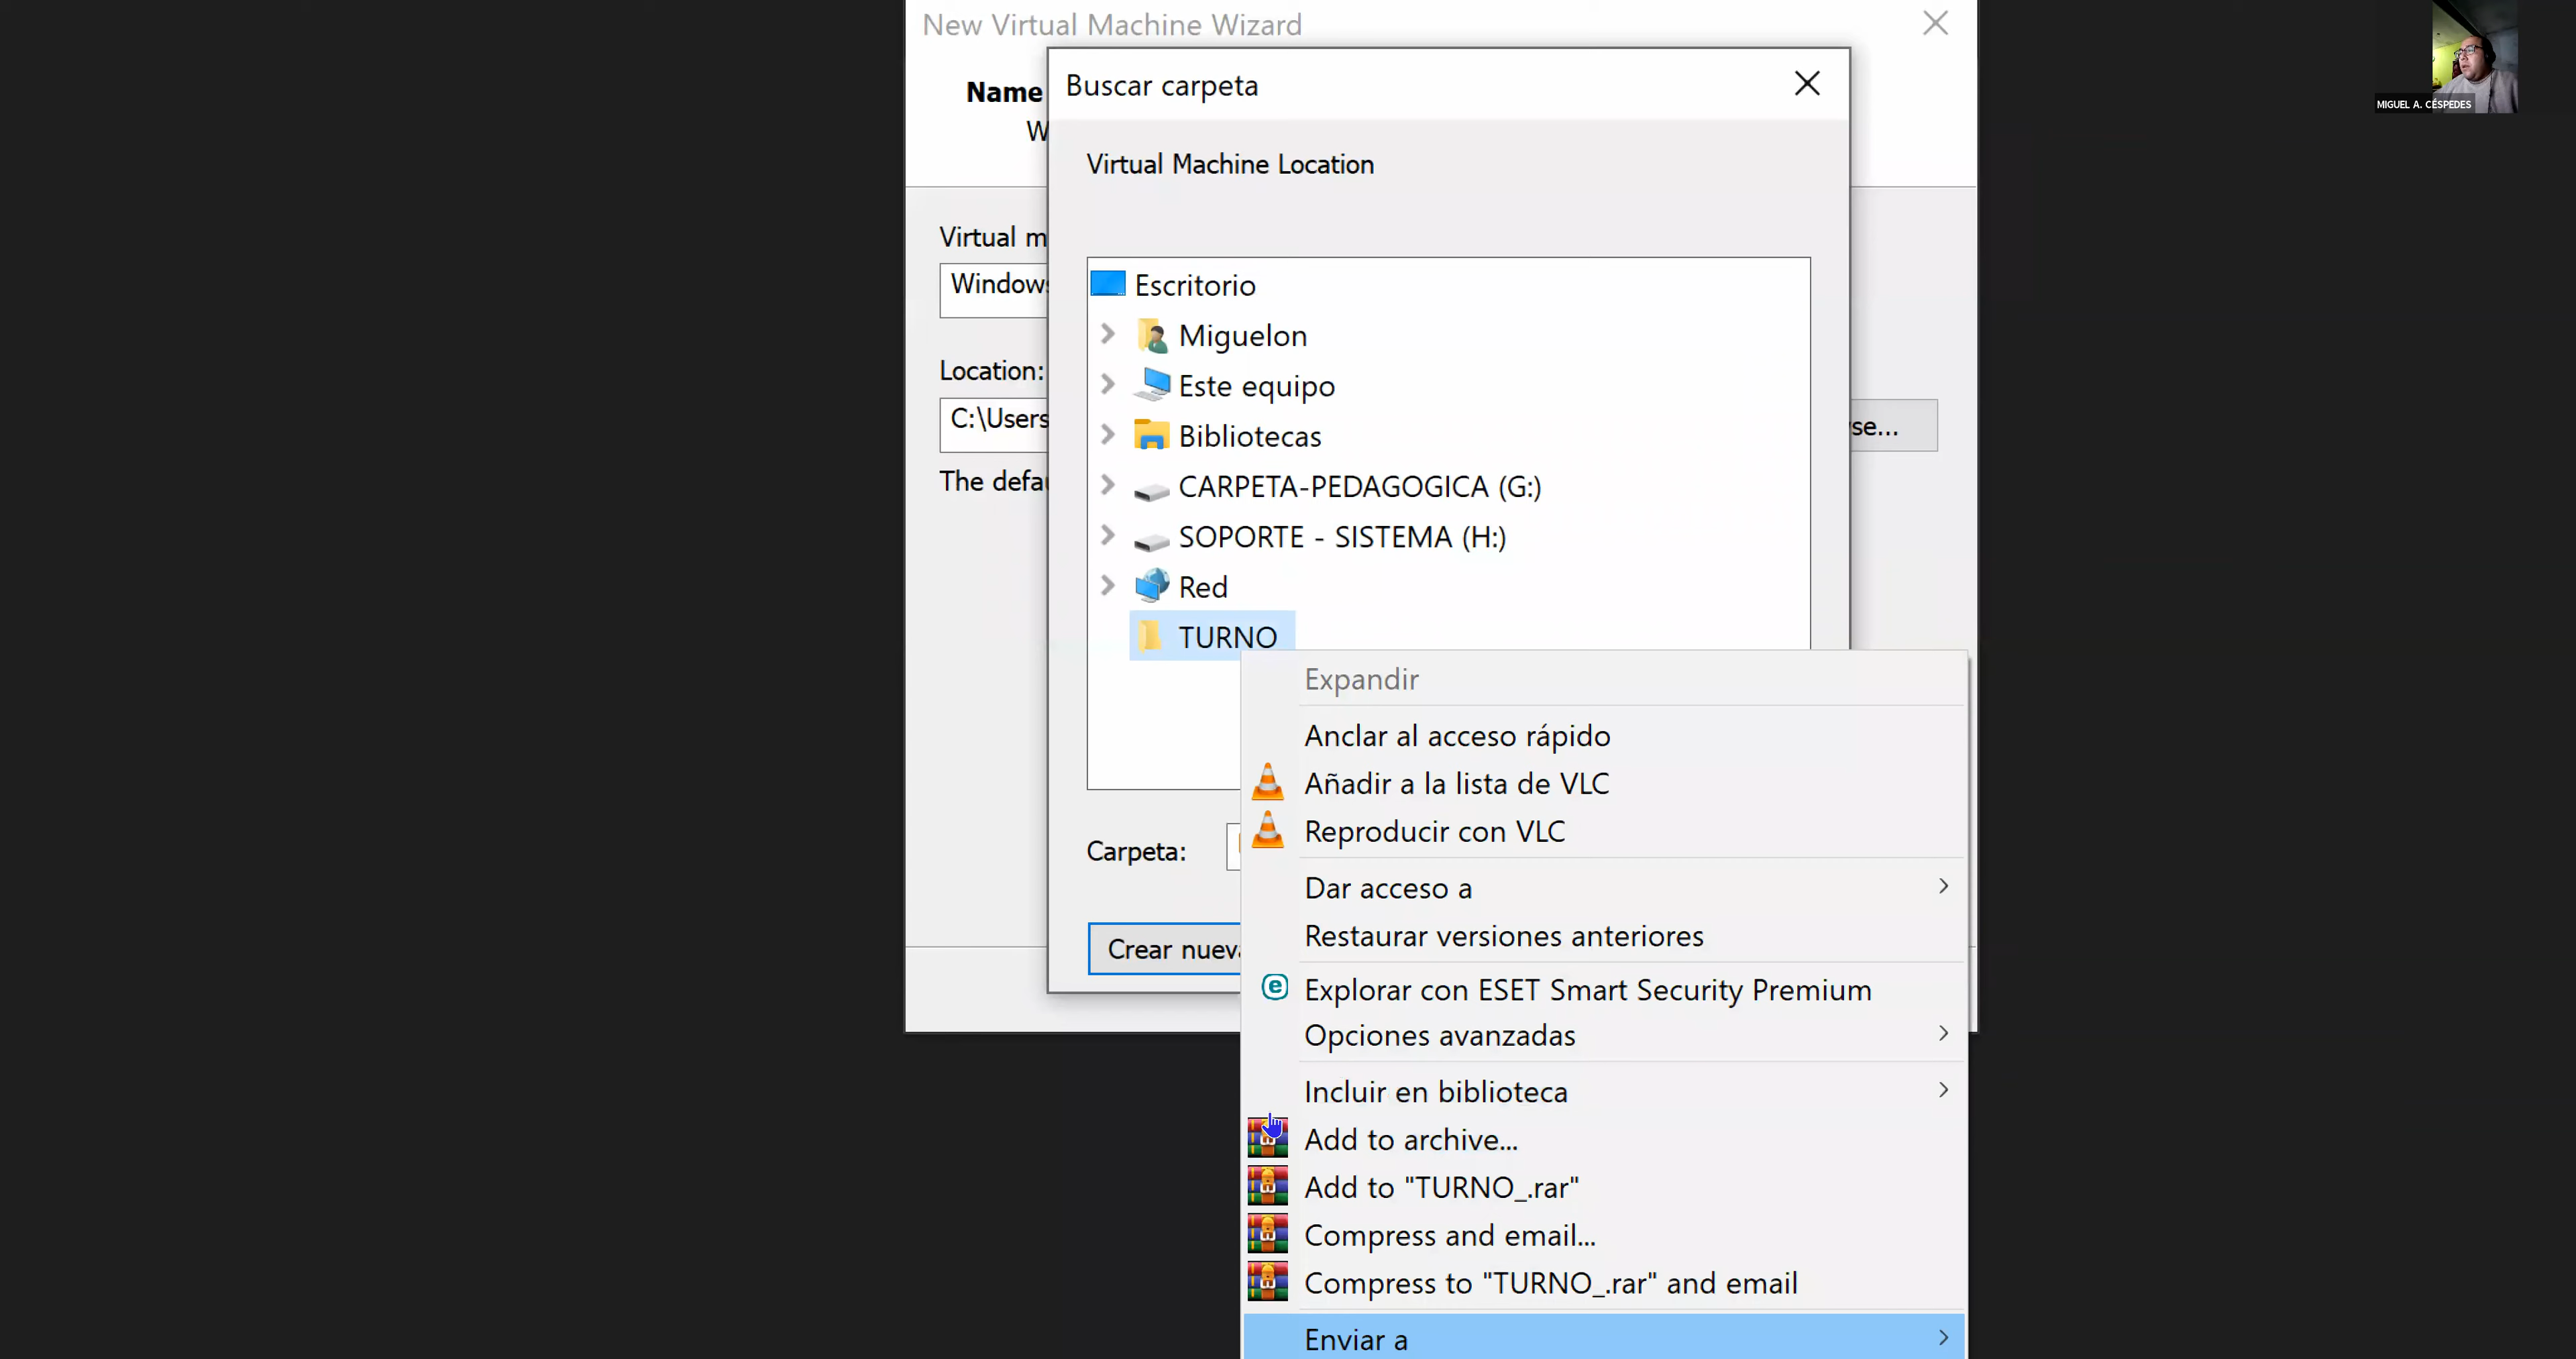 New Virtual Machine Wizard
MIGUEL A. CÉSPEDES
Name
Buscar carpeta
W
Virtual Machine Location
Virtual m
Windows
Location:
C:\Users
se...
The defau
Escritorio
Miguelon
Este equipo
Bibliotecas
CARPETA-PEDAGOGICA (G:)
SOPORTE - SISTEMA (H:)
Red
TURNO
Expandir
Anclar al acceso rápido
Añadir a la lista de VLC
Reproducir con VLC
Carpeta:
Dar acceso a
Restaurar versiones anteriores
Crear nueva
Explorar con ESET Smart Security Premium
Opciones avanzadas
Incluir en biblioteca
Add to archive...
Add to "TURNO_.rar"
Compress and email...
Compress to "TURNO_.rar" and email
Enviar a